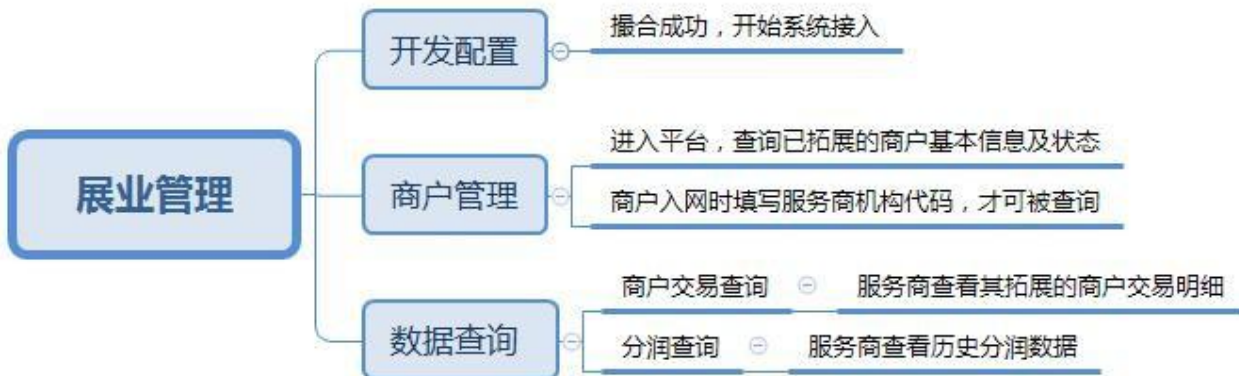 展业管理
开发配置
撮合成功，开始系统接入
商户管理
进入平台，查询已拓展的商户基本信息及状态
商户入网时填写服务商机构代码，才可被查询
数据查询
商户交易查询
服务商查看其拓展的商户交易明细
分润查询
服务商查看历史分润数据